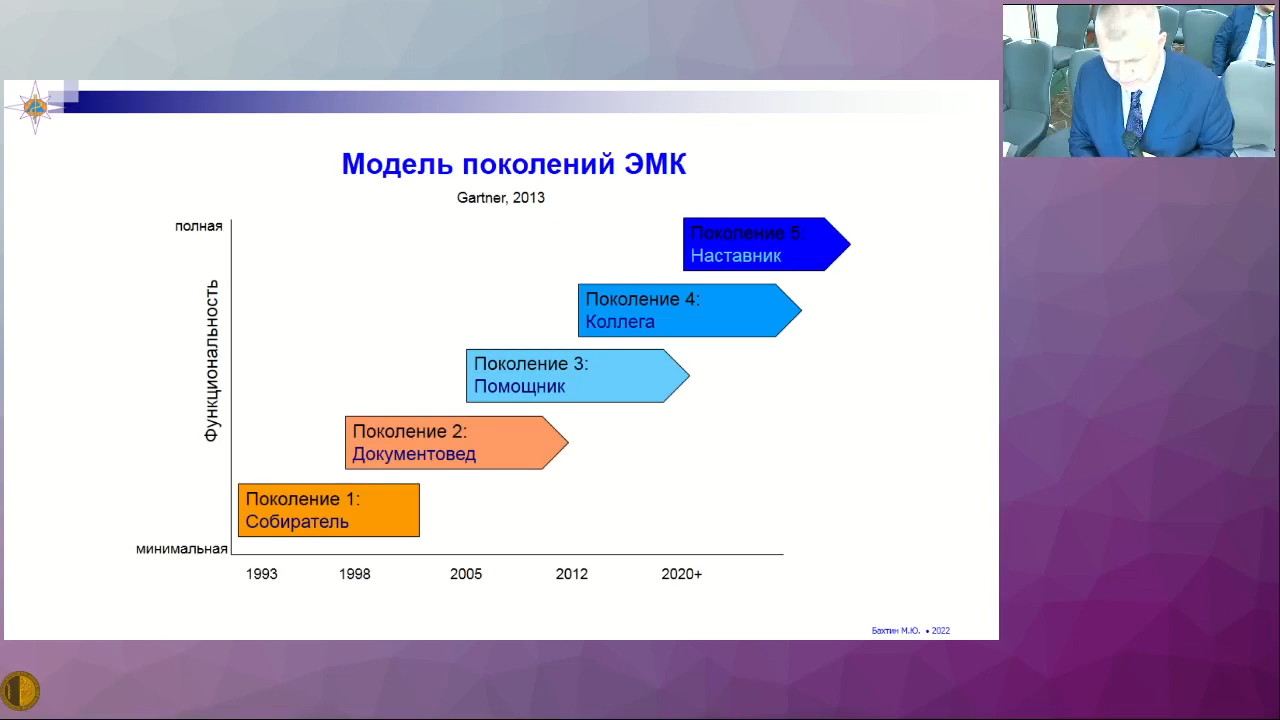 Модель поколений ЭМК
Gartner, 2013
полная
Функциональность
минимальная
Поколение 5:
Наставник
Поколение 4:
Коллега
Поколение 3:
Помощник
Поколение 2:
Документовед
Поколение 1:
Собиратель
1993 1998 2005 2012 2020+
Бахтин М.Ю. • 2022